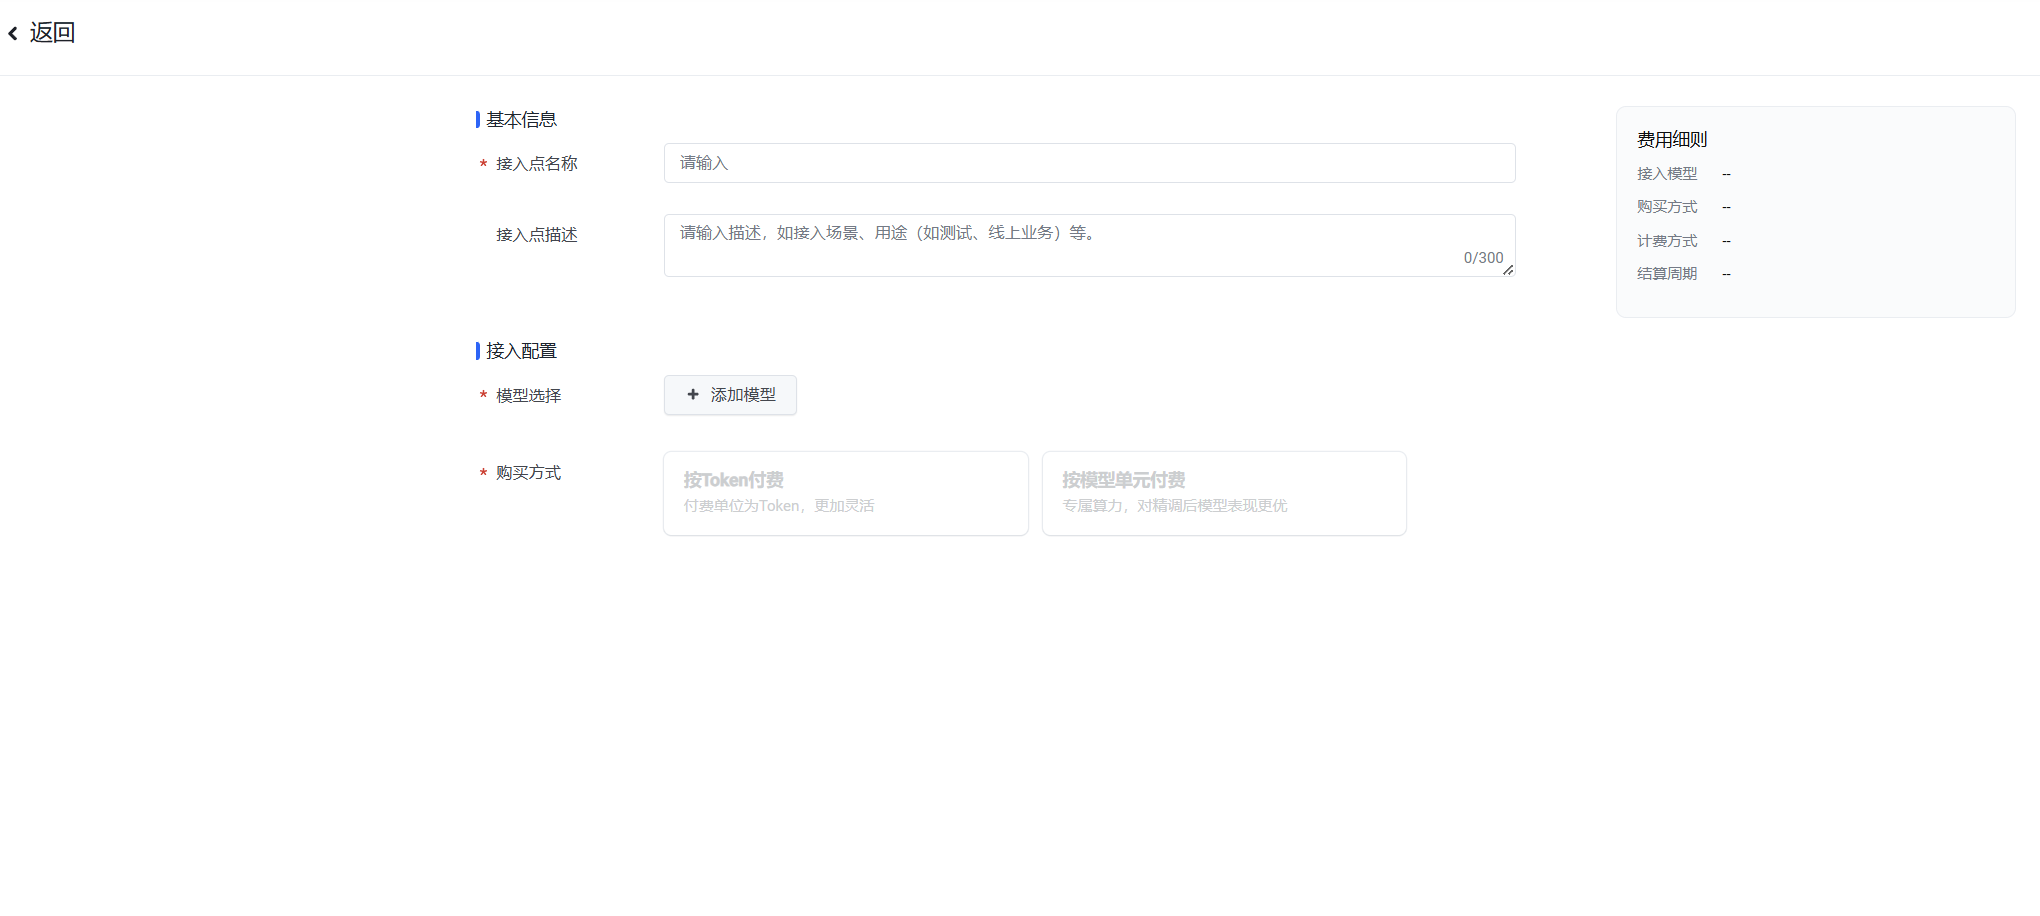 返回
基本信息
* 接入点名称
请输入
接入点描述
请输入描述，如接入场景、用途（如测试、线上业务）等。
0/300
接入配置
* 模型选择
+ 添加模型
* 购买方式
按Token付费
付费单位为Token，更加灵活
按模型单元付费
专属算力，对精调后模型表现更优
费用细则
接入模型 --
购买方式 --
计费方式 --
结算周期 --